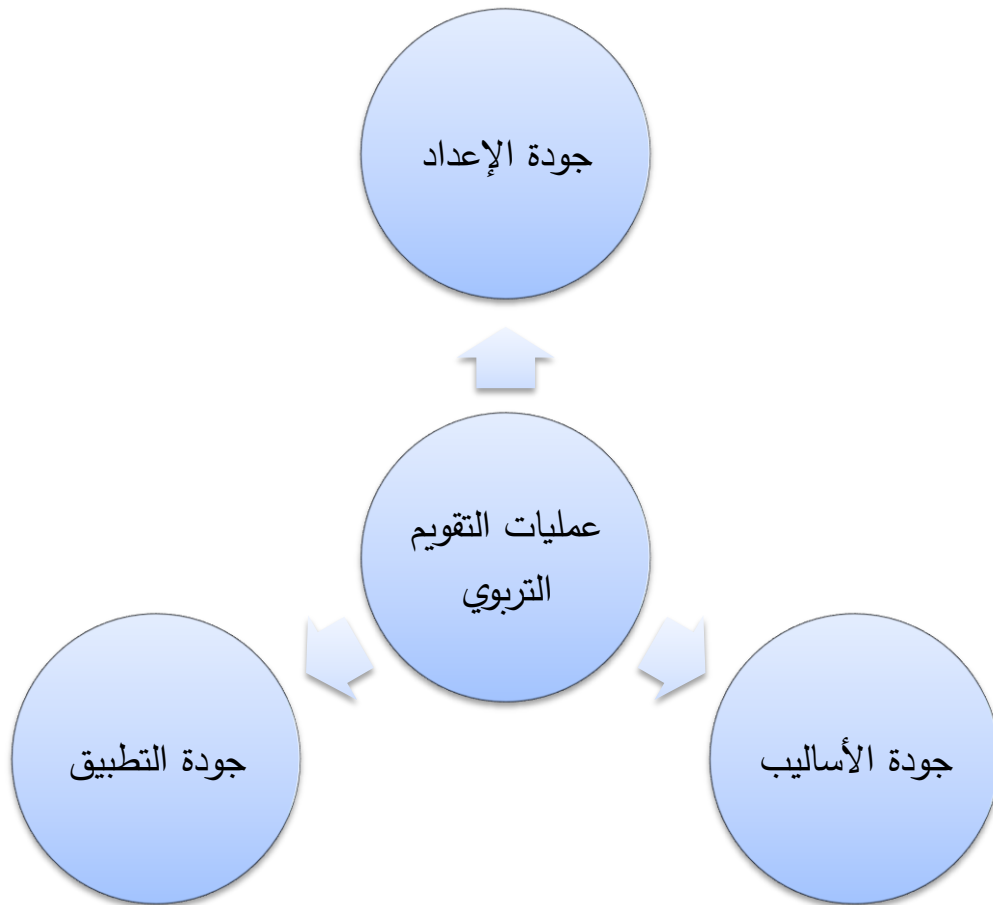 جودة الإعداد
عمليات التقويم
التربوي
جودة الأساليب
جودة التطبيق